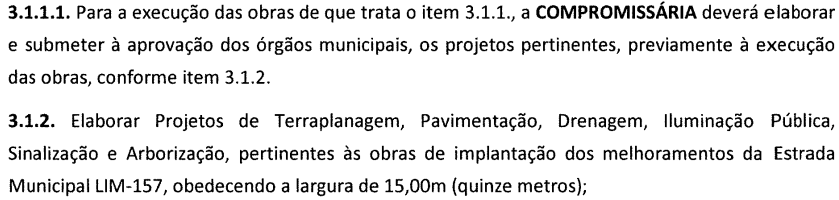 3.1.1.1. Para a execução das obras de que trata o item 3.1.1., a COMPROMISSÁRIA deverá elaborar
e submeter à aprovação dos órgãos municipais, os projetos pertinentes, previamente à execução
das obras, conforme item 3.1.2.
3.1.2. Elaborar Projetos de Terraplanagem, Pavimentação, Drenagem, Iluminação Pública,
Sinalização e Arborização, pertinentes às obras de implantação dos melhoramentos da Estrada
Municipal LIM-157, obedecendo a largura de 15,00m (quinze metros);